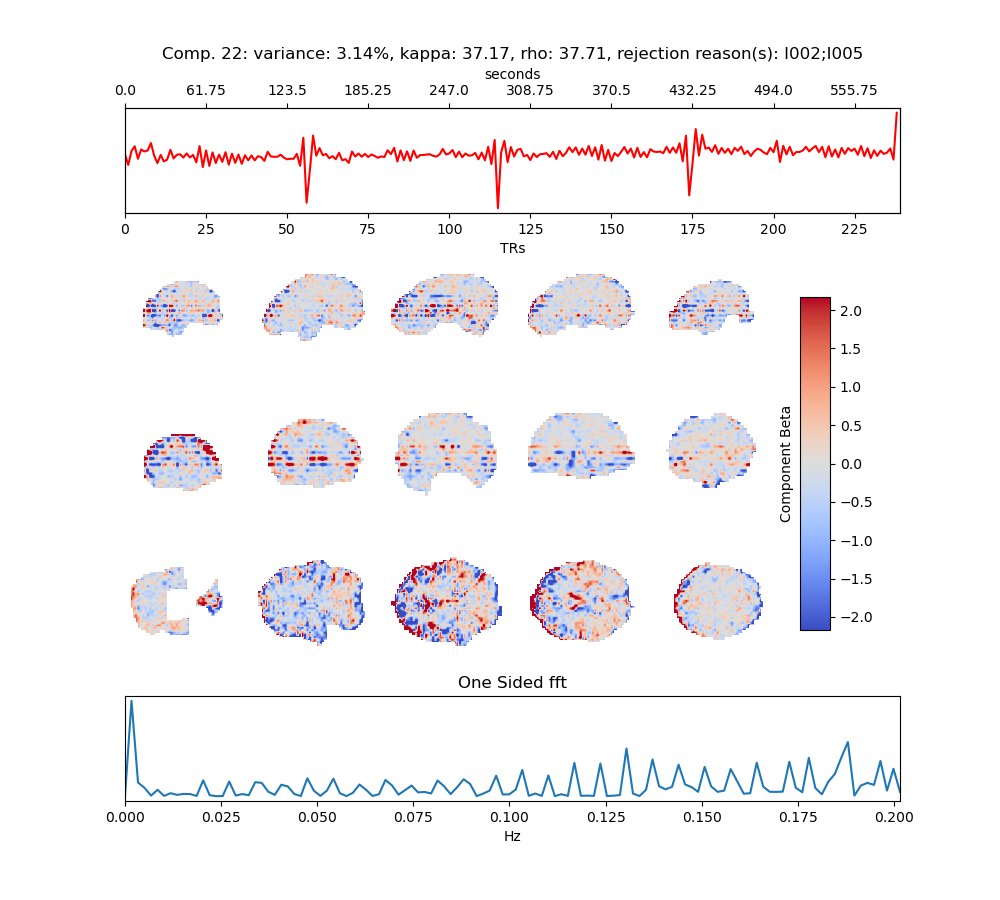 Comp. 22: variance: 3.14%, kappa: 37.17, rho: 37.71, rejection reason(s): I002;I005
seconds
0.0 61.75 123.5 185.25 247.0 308.75 370.5 432.25 494.0 555.75
0 25 50 75 100 125 150 175 200 225
TRs
2.0
1.5
1.0
0.5
0.0
−0.5
−1.0
−1.5
−2.0
Component Beta
One Sided fft
0.000 0.025 0.050 0.075 0.100 0.125 0.150 0.175 0.200
Hz